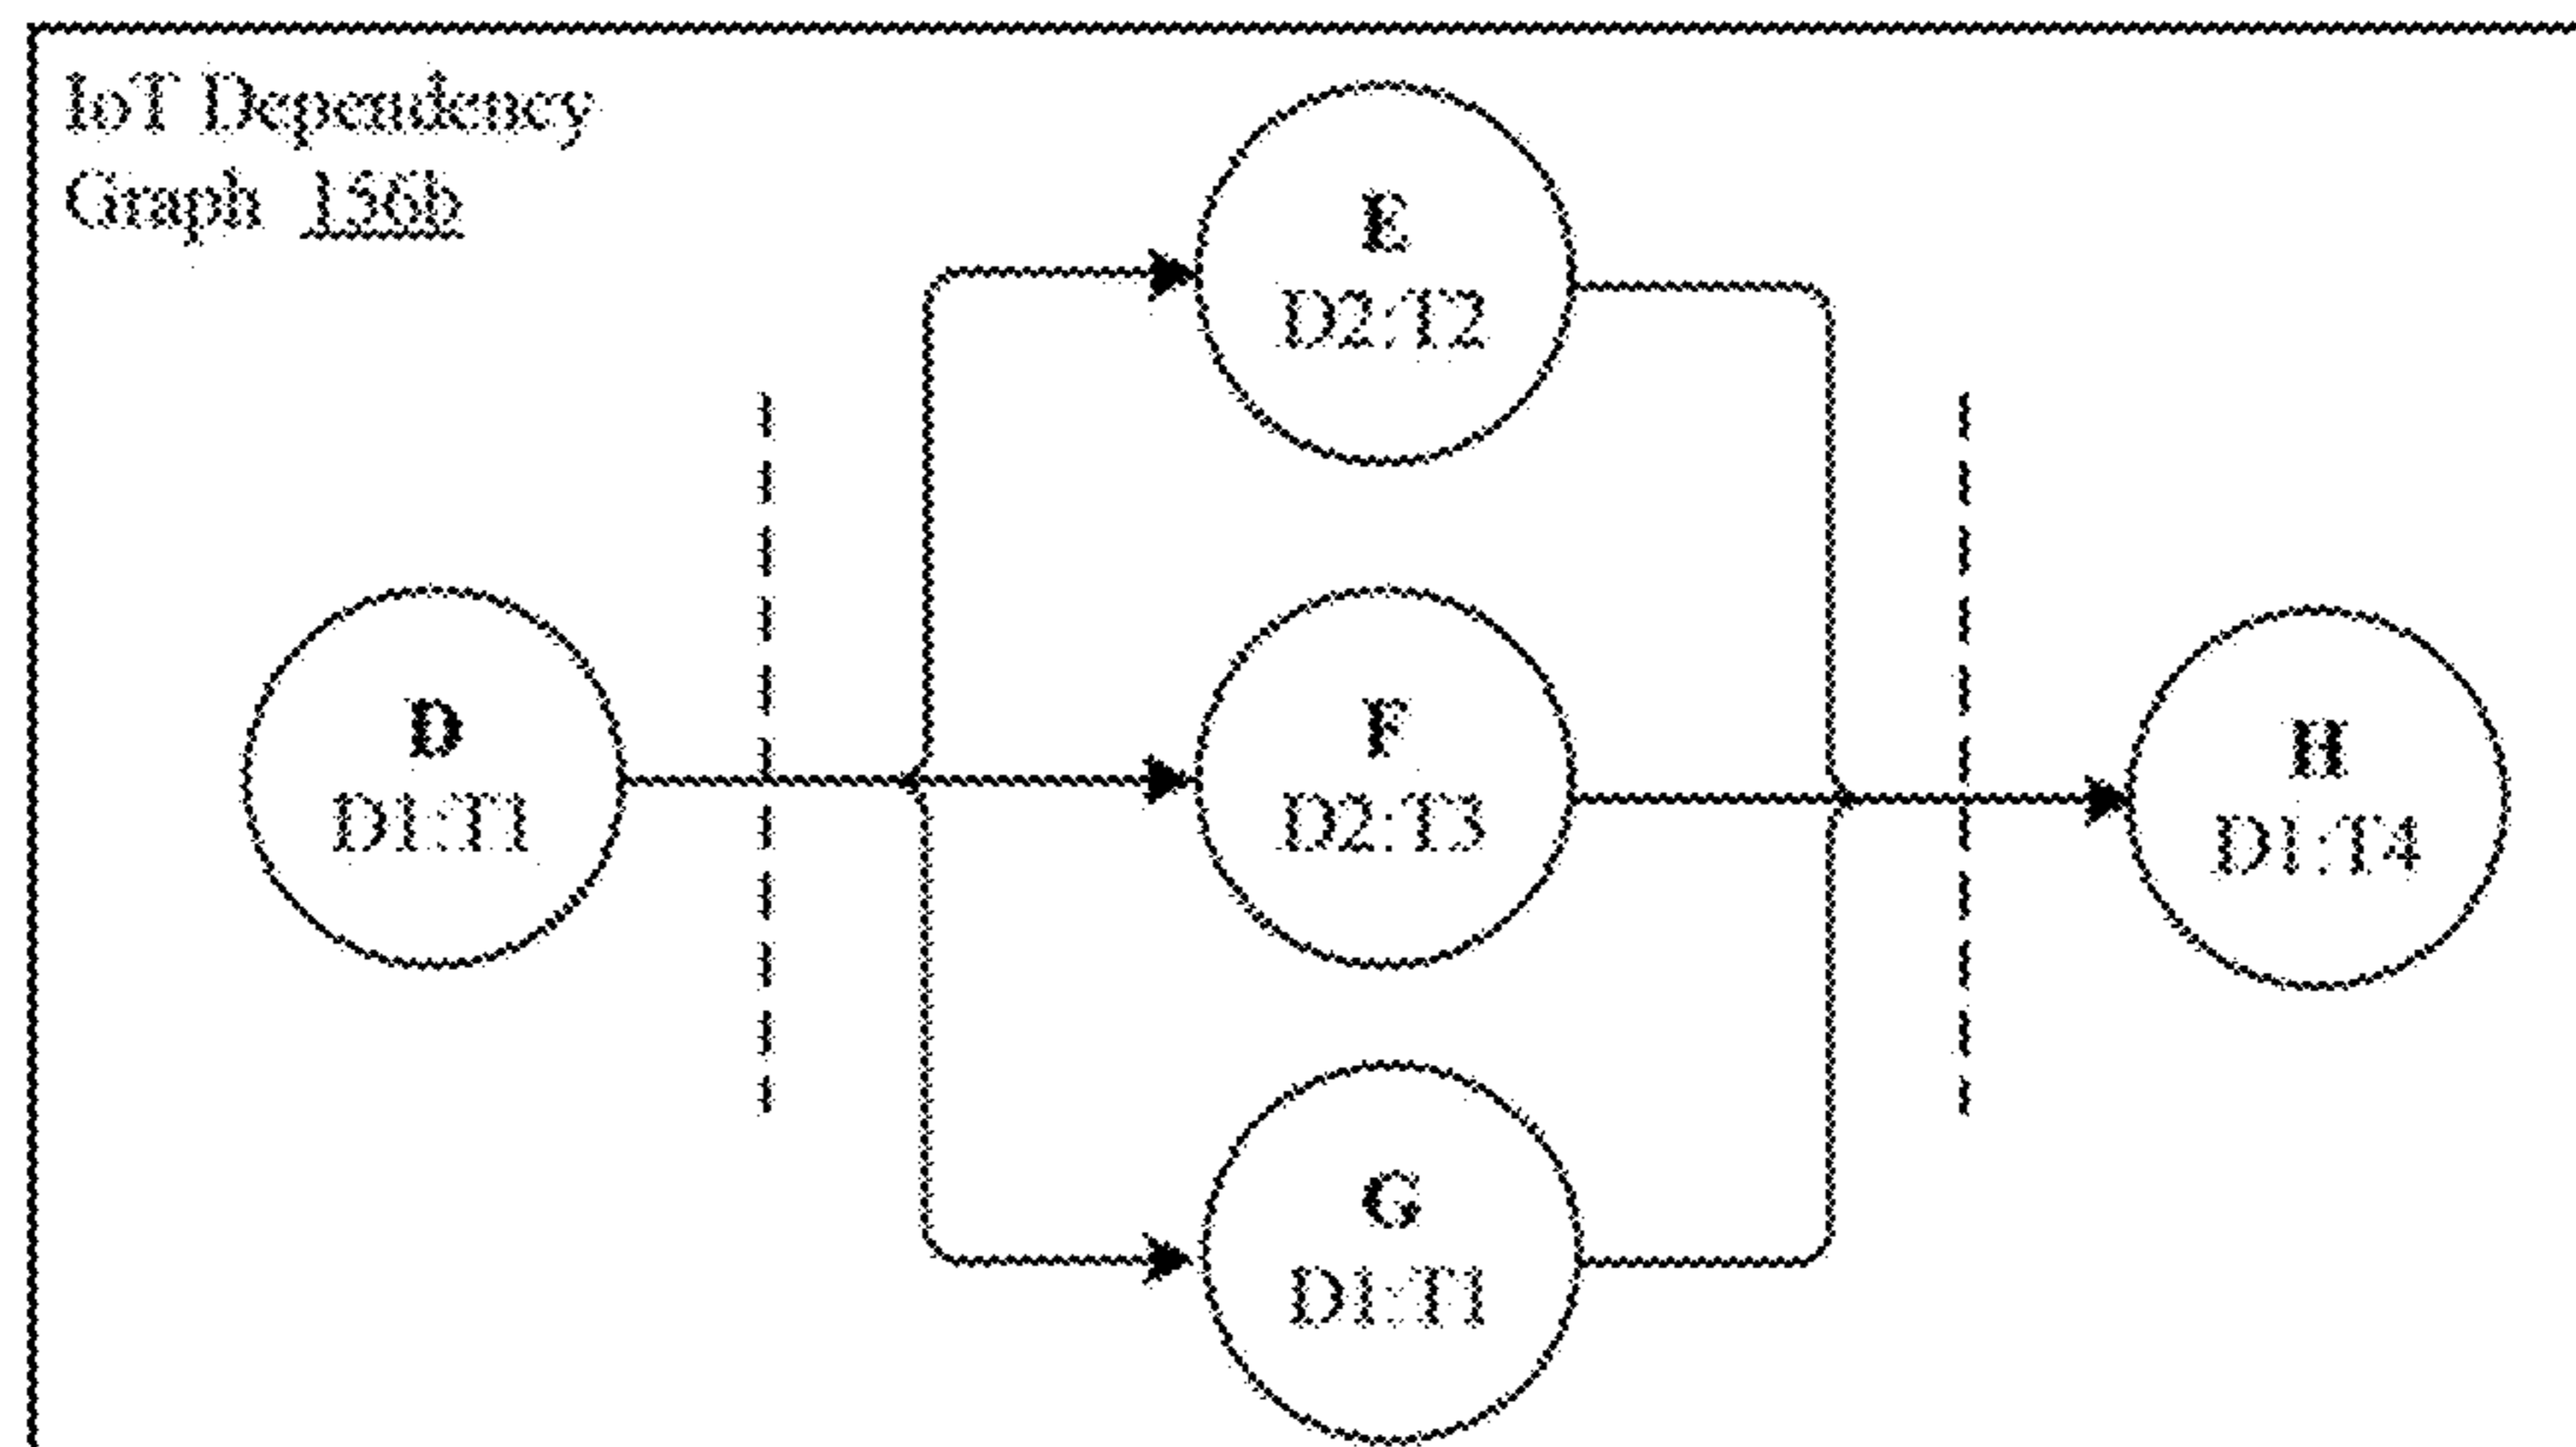 IoT Dependency
Graph 156b
E
D2:T2
D
D1:T1
F
D2:T3
H
D1:T4
G
D1:T1